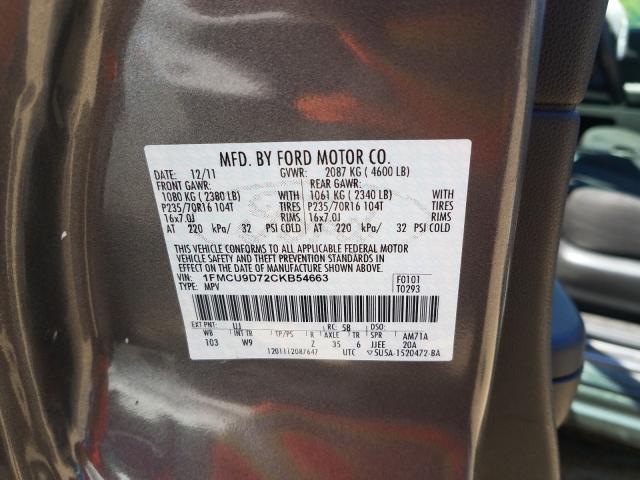 MFD. BY FORD MOTOR CO.
DATE: 12/11 GVWR: 2087 KG ( 4600 LB)
FRONT GAWR: REAR GAWR:
1080 KG ( 2380 LB) WITH 1061 KG ( 2340 LB) WITH
P235/70R16 104T TIRES P235/70R16 104T TIRES
16x7.0J RIMS 16x7.0J RIMS
AT 220 kPa/ 32 PSI COLD AT 220 kPa/ 32 PSI COLD
THIS VEHICLE CONFORMS TO ALL APPLICABLE FEDERAL MOTOR
VEHICLE SAFETY AND THEFT PREVENTION STANDARDS IN EFFECT ON
THE DATE OF MANUFACTURE SHOWN ABOVE.
VIN: 1FMCU9D72CKB54663 F0101
TYPE: MPV T0293
EXT PNT: UJ RC: 58 DSO:
WB INT TR TP/PS R AXLE TR SPR AM71A
103 W9 Z 35 6 JJEE 20A
1201112087647 UTC 5U5A-1520472-BA